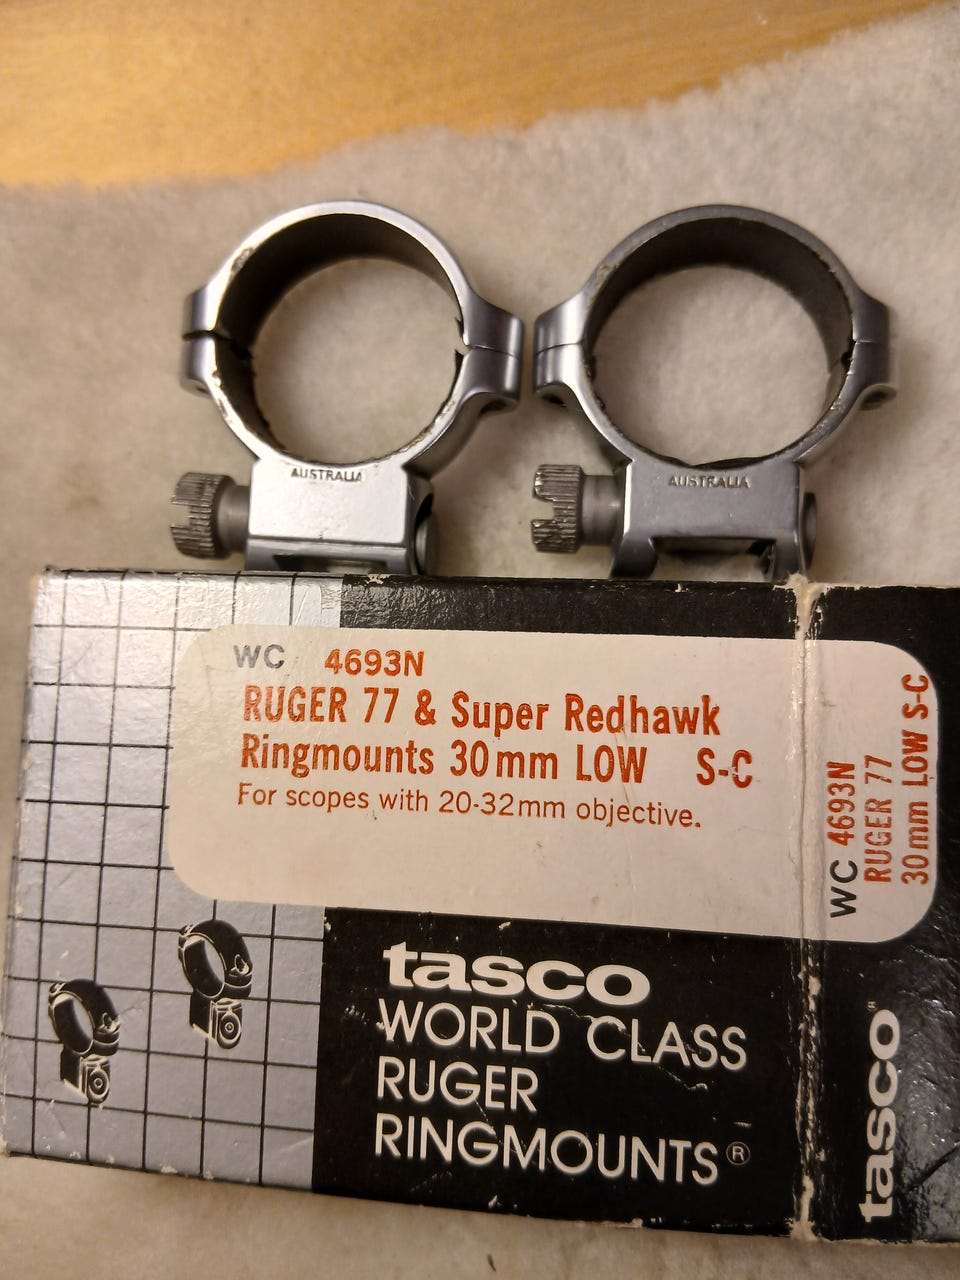 AUSTRALIA
AUSTRALIA
WC 4693N
RUGER 77 & Super Redhawk
Ringmounts 30mm LOW S-C
For scopes with 20-32mm objective.
tasco
WORLD CLASS
RUGER
RINGMOUNTS®
WC 4693N
RUGER 77
30mm LOW S-C
tasco